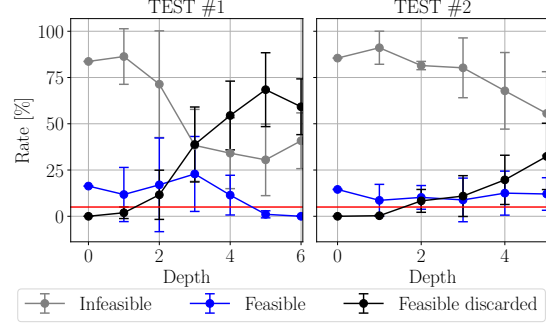 TEST #1 TEST #2
100
75
50
25
0
Rate [%]
0 2 4 6 0 2 4
Depth Depth
Infeasible Feasible Feasible discarded